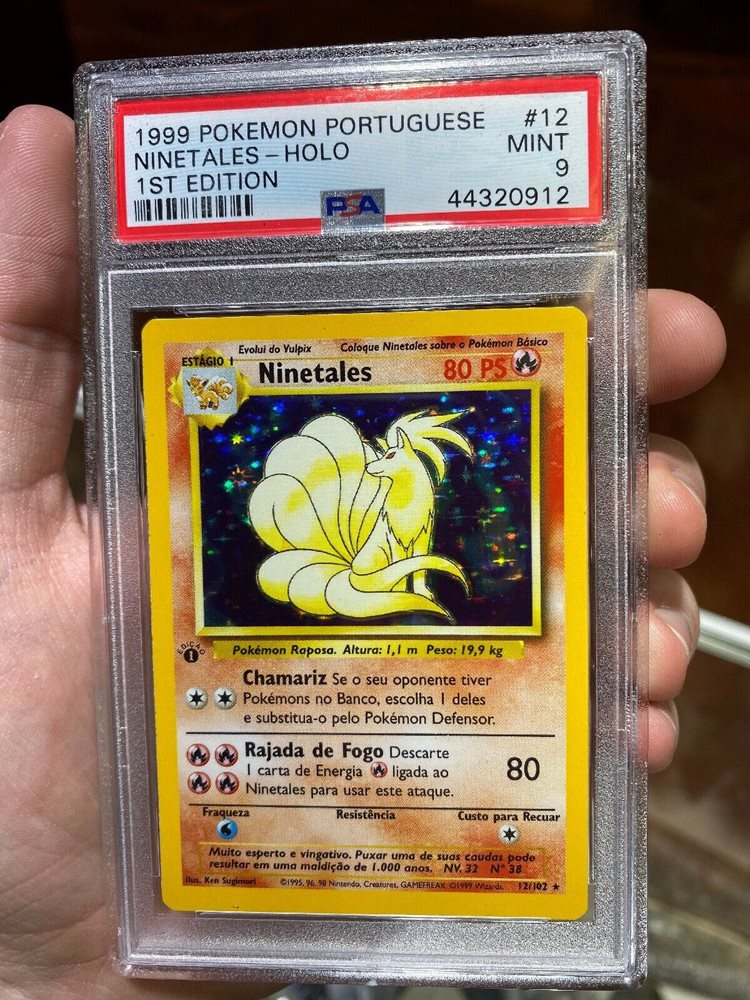 1999 POKEMON PORTUGUESE #12
NINETALES - HOLO MINT
1ST EDITION 9
PSA 44320912
Evolui do Vulpix Coloque Ninetales sobre o Pokémon Básico
ESTÁGIO 1
Ninetales 80 PS
EDIÇÃO 1
Pokémon Raposa. Altura: 1,1 m Peso: 19,9 kg
Chamariz Se o seu oponente tiver
Pokémons no Banco, escolha 1 deles
e substitua-o pelo Pokémon Defensor.
Rajada de Fogo Descarte
1 carta de Energia ligada ao
Ninetales para usar este ataque.
80
Fraqueza Resistência Custo para Recuar
Muito esperto e vingativo. Puxar uma de suas caudas pode
resultar em uma maldição de 1.000 anos. NV. 32 N° 38
Ilus. Ken Sugimori ©1995, 96, 98 Nintendo, Creatures, GAMEFREAK. ©1999 Wizards. 12/102 ★